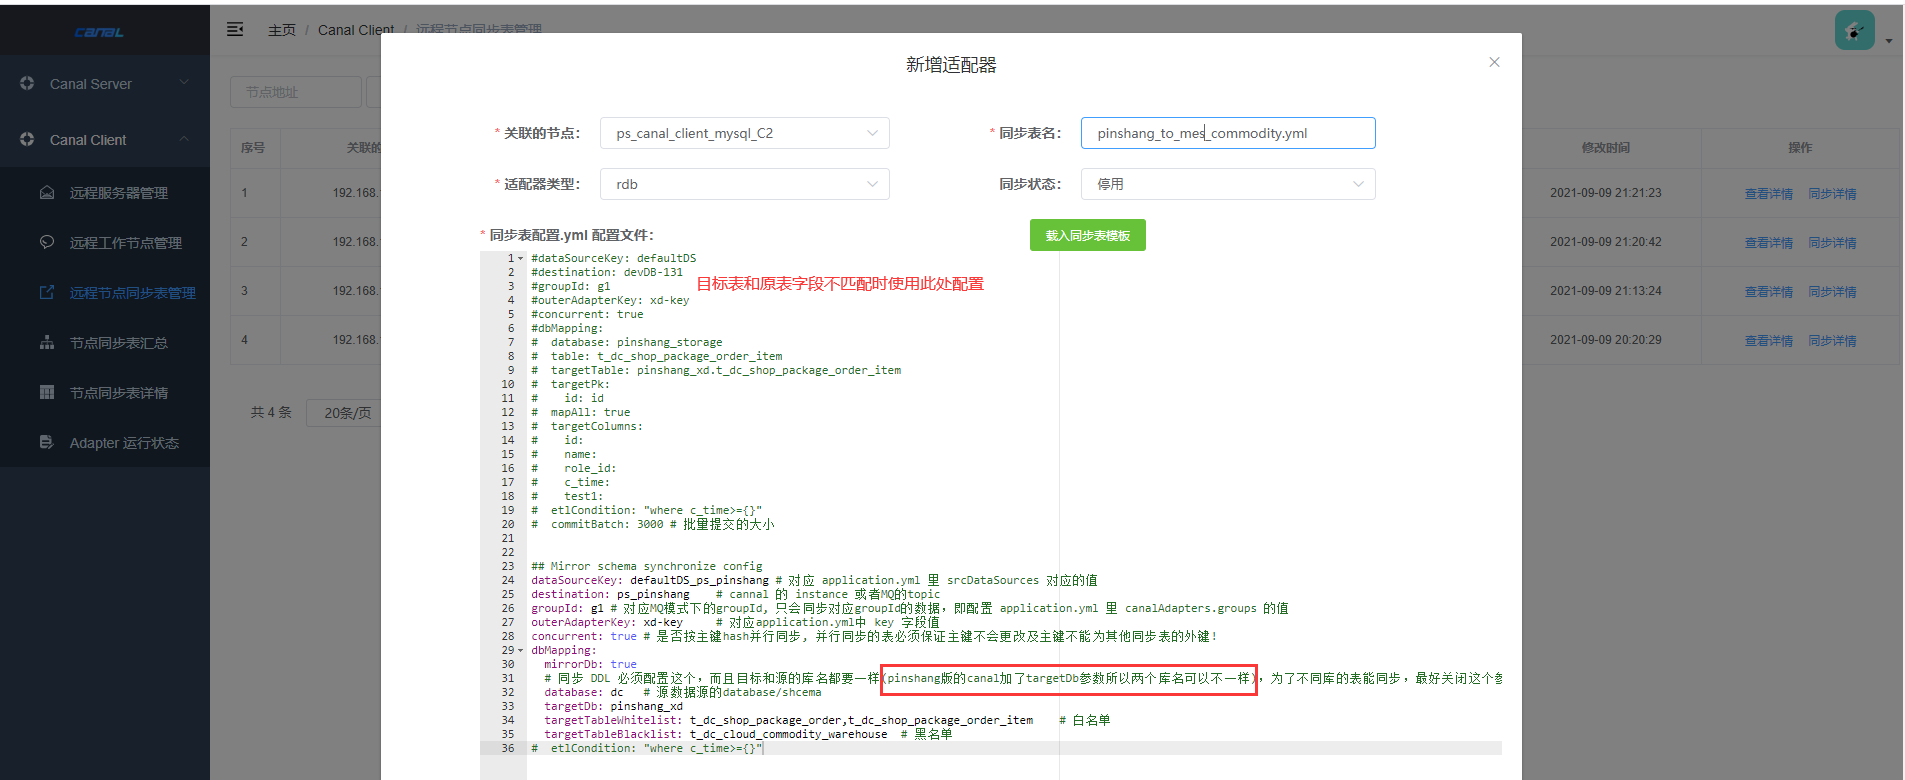 canal
主页 / Canal Client / 远程节点同步表管理
Canal Server
Canal Client
远程服务器管理
远程工作节点管理
远程节点同步表管理
节点同步表汇总
节点同步表详情
Adapter 运行状态
节点地址
序号 关联的
1 192.168.
2 192.168.
3 192.168.
4 192.168.
共 4 条 20条/页
修改时间 操作
2021-09-09 21:21:23 查看详情 同步详情
2021-09-09 21:20:42 查看详情 同步详情
2021-09-09 21:13:24 查看详情 同步详情
2021-09-09 20:20:29 查看详情 同步详情
新增适配器
* 关联的节点: ps_canal_client_mysql_C2
* 同步表名: pinshang_to_mes_commodity.yml
* 适配器类型: rdb
同步状态: 停用
* 同步表配置.yml 配置文件:
载入同步表模板
目标表和原表字段不匹配时使用此处配置
1 #dataSourceKey: defaultDS
2 #destination: devDB-131
3 #groupId: g1
4 #outerAdapterKey: xd-key
5 #concurrent: true
6 #dbMapping:
7 #  database: pinshang_storage
8 #  table: t_dc_shop_package_order_item
9 #  targetTable: pinshang_xd.t_dc_shop_package_order_item
10 #  targetPk:
11 #    id: id
12 #  mapAll: true
13 #  targetColumns:
14 #    id:
15 #    name:
16 #    role_id:
17 #    c_time:
18 #    test1:
19 #  etlCondition: "where c_time>={}"
20 #  commitBatch: 3000 # 批量提交的大小
21
22
23 ## Mirror schema synchronize config
24 dataSourceKey: defaultDS_ps_pinshang # 对应 application.yml 里 srcDataSources 对应的值
25 destination: ps_pinshang    # cannal 的 instance 或者MQ的topic
26 groupId: g1 # 对应MQ模式下的groupId, 只会同步对应groupId的数据，即配置 application.yml 里 canalAdapters.groups 的值
27 outerAdapterKey: xd-key     # 对应application.yml中 key 字段值
28 concurrent: true # 是否按主键hash并行同步, 并行同步的表必须保证主键不会更改及主键不能为其他同步表的外键!
29 dbMapping:
30   mirrorDb: true
31   # 同步 DDL 必须配置这个，而且目标和源的库名都要一样(pinshang版的canal加了targetDb参数所以两个库名可以不一样)，为了不同库的表能同步，最好关闭这个参
32   database: dc   # 源数据源的database/shcema
33   targetDb: pinshang_xd
34   targetTableWhitelist: t_dc_shop_package_order,t_dc_shop_package_order_item    # 白名单
35   targetTableBlacklist: t_dc_cloud_commodity_warehouse  # 黑名单
36 #  etlCondition: "where c_time>={}"